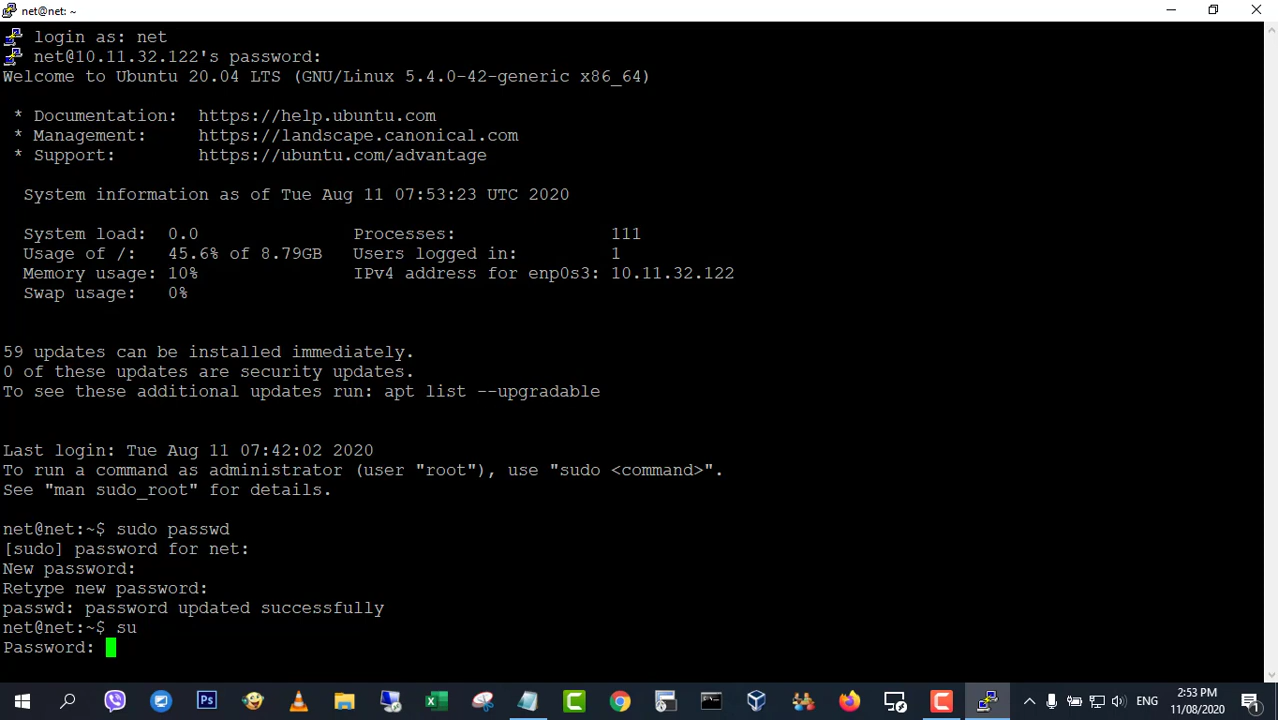 net@net: ~
login as: net
net@10.11.32.122's password:
Welcome to Ubuntu 20.04 LTS (GNU/Linux 5.4.0-42-generic x86_64)
* Documentation:  https://help.ubuntu.com
* Management:     https://landscape.canonical.com
* Support:        https://ubuntu.com/advantage
System information as of Tue Aug 11 07:53:23 UTC 2020
System load:  0.0               Processes:               111
Usage of /:   45.6% of 8.79GB   Users logged in:         1
Memory usage: 10%               IPv4 address for enp0s3: 10.11.32.122
Swap usage:   0%
59 updates can be installed immediately.
0 of these updates are security updates.
To see these additional updates run: apt list --upgradable
Last login: Tue Aug 11 07:42:02 2020
To run a command as administrator (user "root"), use "sudo <command>".
See "man sudo_root" for details.
net@net:~$ sudo passwd
[sudo] password for net:
New password:
Retype new password:
passwd: password updated successfully
net@net:~$ su
Password:
Ps
ENG
2:53 PM
11/08/2020
1